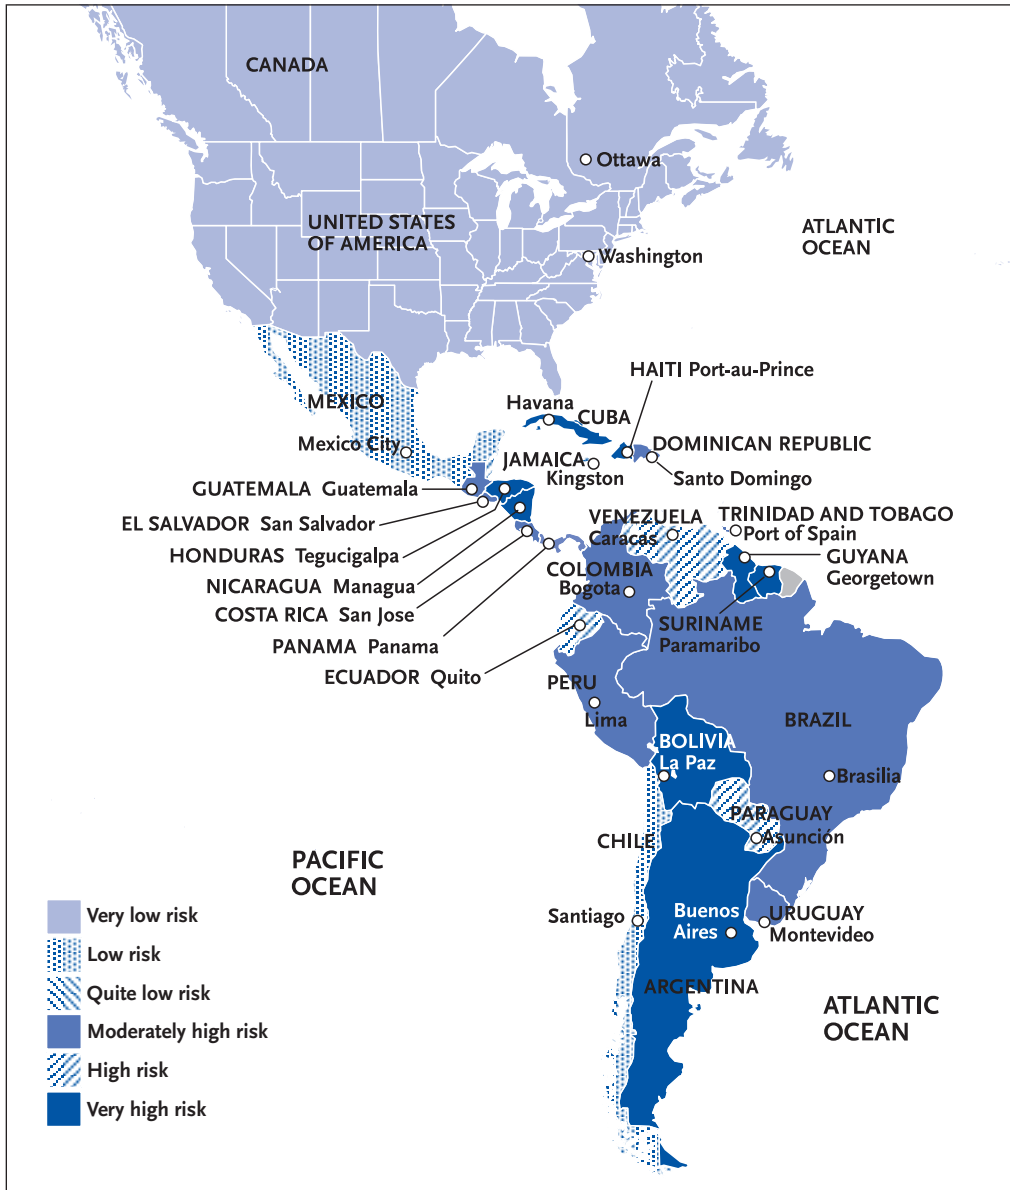 CANADA
Ottawa
UNITED STATES
OF AMERICA
ATLANTIC
OCEAN
Washington
HAITI Port-au-Prince
MEXICO
Havana
CUBA
Mexico City
DOMINICAN REPUBLIC
JAMAICA
Kingston
Santo Domingo
GUATEMALA Guatemala
EL SALVADOR San Salvador
VENEZUELA
Caracas
TRINIDAD AND TOBAGO
Port of Spain
HONDURAS Tegucigalpa
GUYANA
Georgetown
NICARAGUA Managua
COLOMBIA
Bogota
COSTA RICA San Jose
SURINAME
Paramaribo
PANAMA Panama
ECUADOR Quito
PERU
Lima
BRAZIL
BOLIVIA
La Paz
Brasilia
PARAGUAY
Asunción
CHILE
PACIFIC
OCEAN
Santiago
Buenos
Aires
URUGUAY
Montevideo
ARGENTINA
ATLANTIC
OCEAN
Very low risk
Low risk
Quite low risk
Moderately high risk
High risk
Very high risk